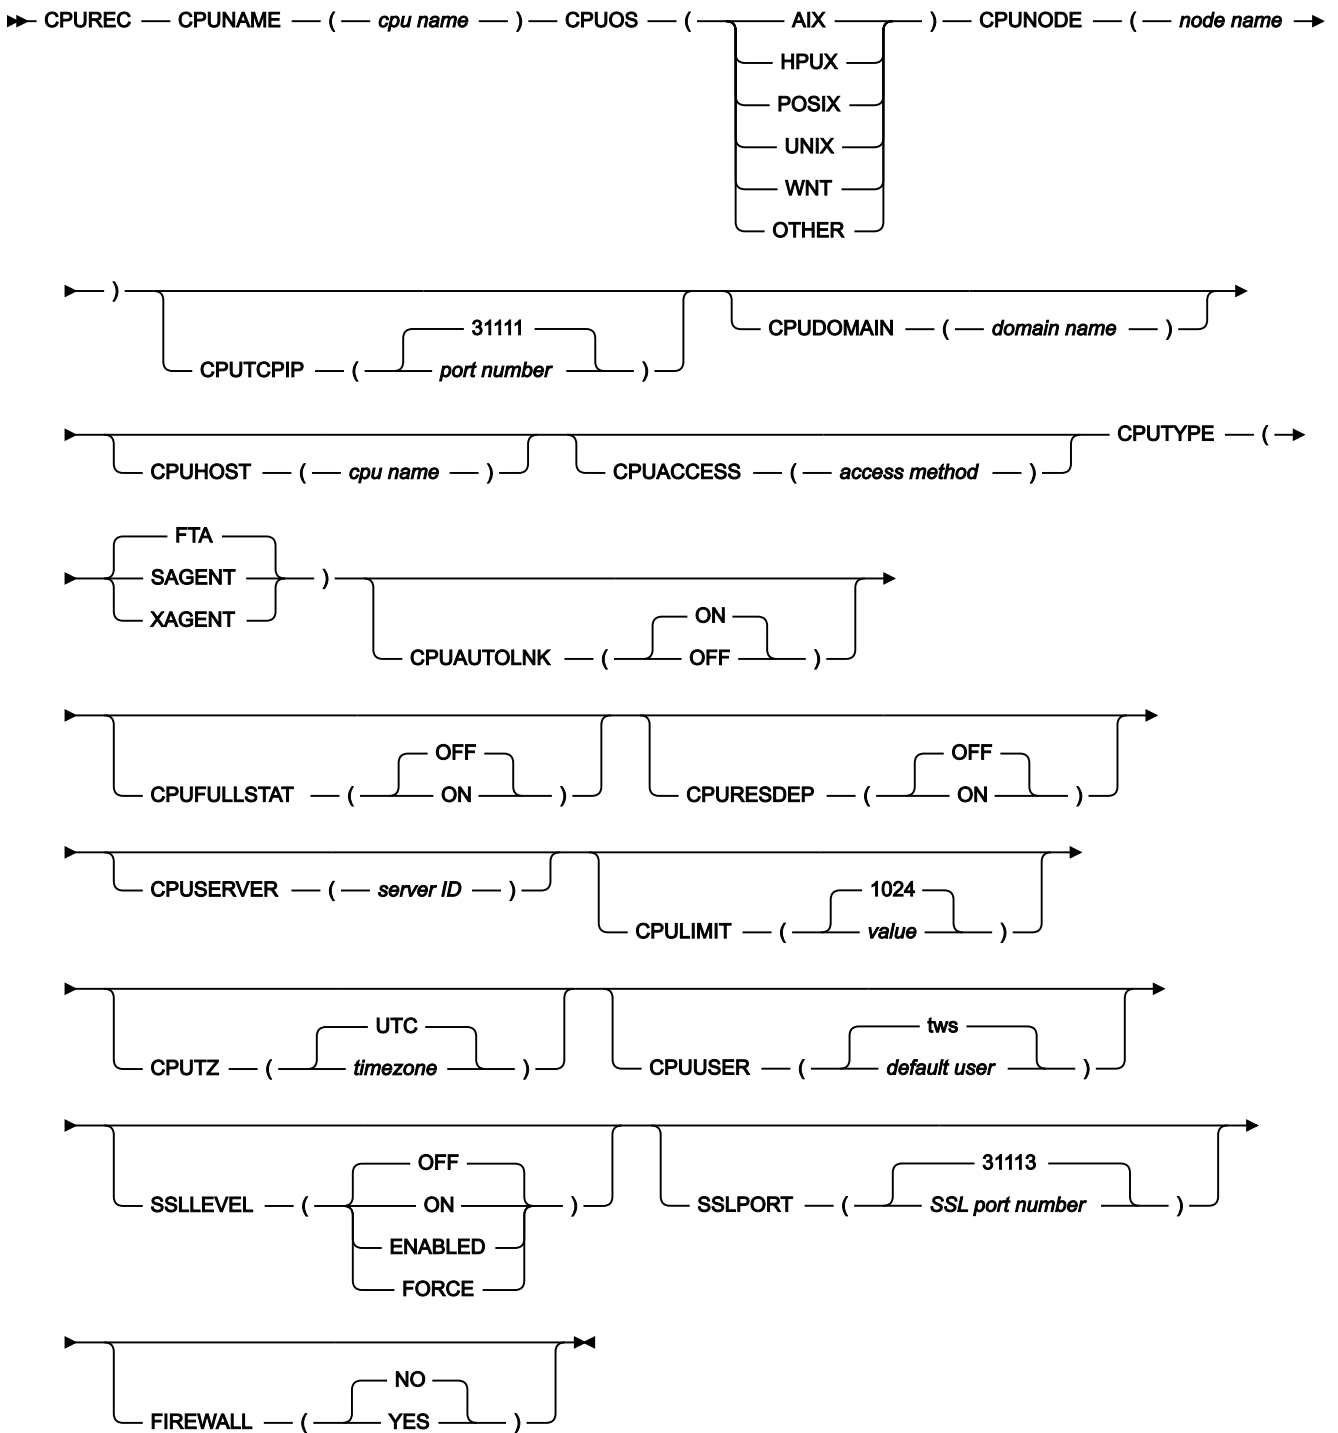 CPUREC CPUNAME ( cpu name ) CPUOS ( AIX ) CPUNODE ( node name
HPUX
POSIX
UNIX
WNT
OTHER
)
31111
CPUTCPIP ( port number )
CPUDOMAIN ( domain name )
CPUTYPE (
CPUHOST ( cpu name ) CPUACCESS ( access method )
FTA
SAGENT )
XAGENT
ON
CPUAUTOLNK ( OFF )
OFF OFF
CPUFULLSTAT ( ON ) CPURESDEP ( ON )
CPUSERVER ( server ID )
1024
CPULIMIT ( value )
UTC tws
CPUTZ ( timezone ) CPUUSER ( default user )
OFF 31113
SSLLEVEL ( ON ) SSLPORT ( SSL port number )
ENABLED
FORCE
NO
FIREWALL ( YES )